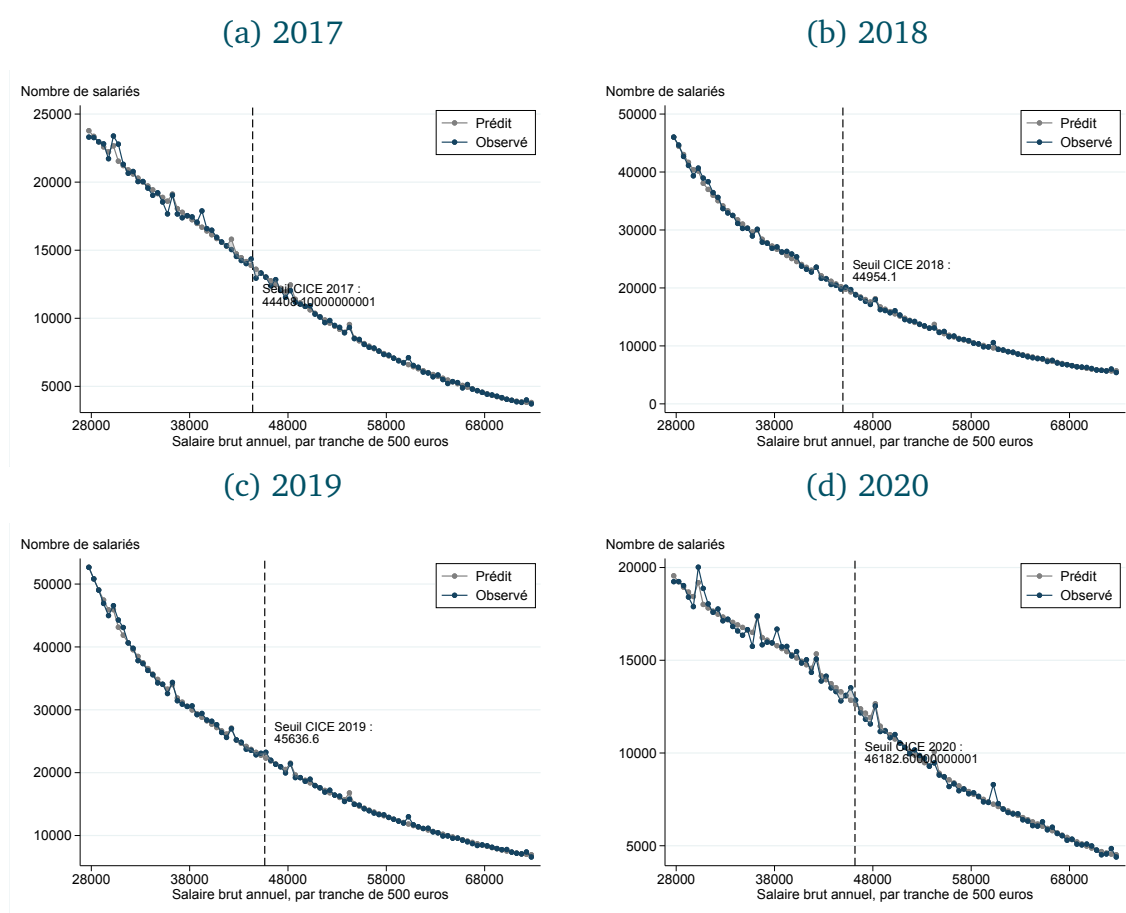 (a) 2017
Nombre de salariés
25000
20000
15000
10000
5000
Prédit
Observé
Seuil CICE 2017 :
44408.10000000001
28000 38000 48000 58000 68000
Salaire brut annuel, par tranche de 500 euros
(b) 2018
Nombre de salariés
50000
40000
30000
20000
10000
0
Prédit
Observé
Seuil CICE 2018 :
44954.1
28000 38000 48000 58000 68000
Salaire brut annuel, par tranche de 500 euros
(c) 2019
Nombre de salariés
50000
40000
30000
20000
10000
Prédit
Observé
Seuil CICE 2019 :
45636.6
28000 38000 48000 58000 68000
Salaire brut annuel, par tranche de 500 euros
(d) 2020
Nombre de salariés
20000
15000
10000
5000
Prédit
Observé
Seuil CICE 2020 :
46182.60000000001
28000 38000 48000 58000 68000
Salaire brut annuel, par tranche de 500 euros